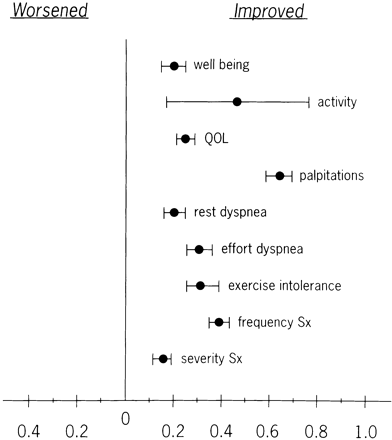 Worsened Improved
well being
activity
QOL
palpitations
rest dyspnea
effort dyspnea
exercise intolerance
frequency Sx
severity Sx
0.4 0.2 0 0.2 0.4 0.6 0.8 1.0